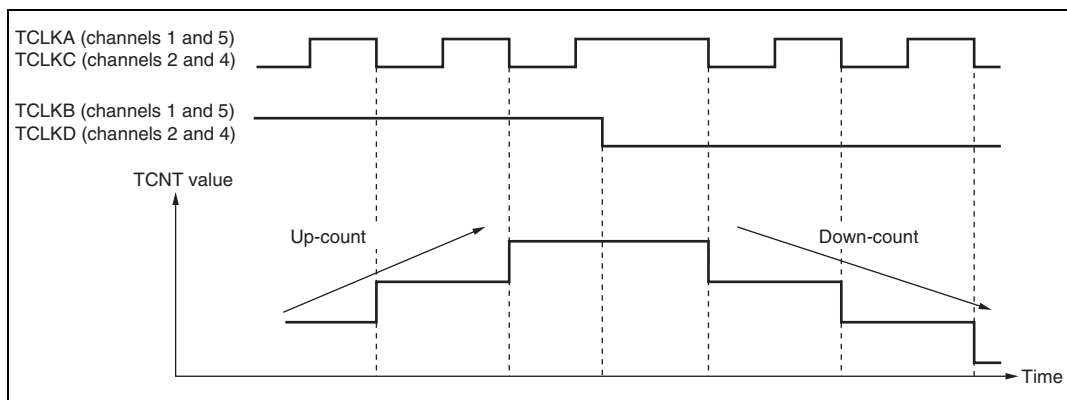 TCLKA (channels 1 and 5)
TCLKC (channels 2 and 4)
TCLKB (channels 1 and 5)
TCLKD (channels 2 and 4)
TCNT value
Up-count
Down-count
Time